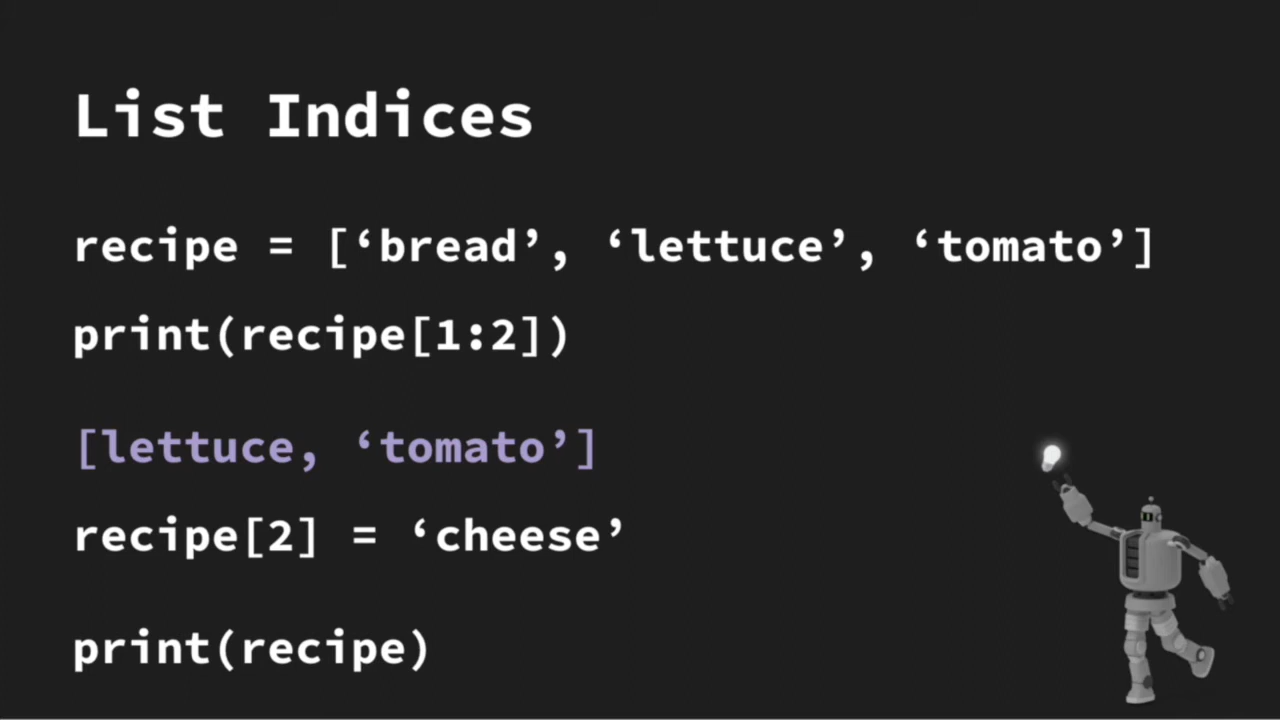 List Indices
recipe = [‘bread’, ‘lettuce’, ‘tomato’]
print(recipe[1:2])
[lettuce, ‘tomato’]
recipe[2] = ‘cheese’
print(recipe)